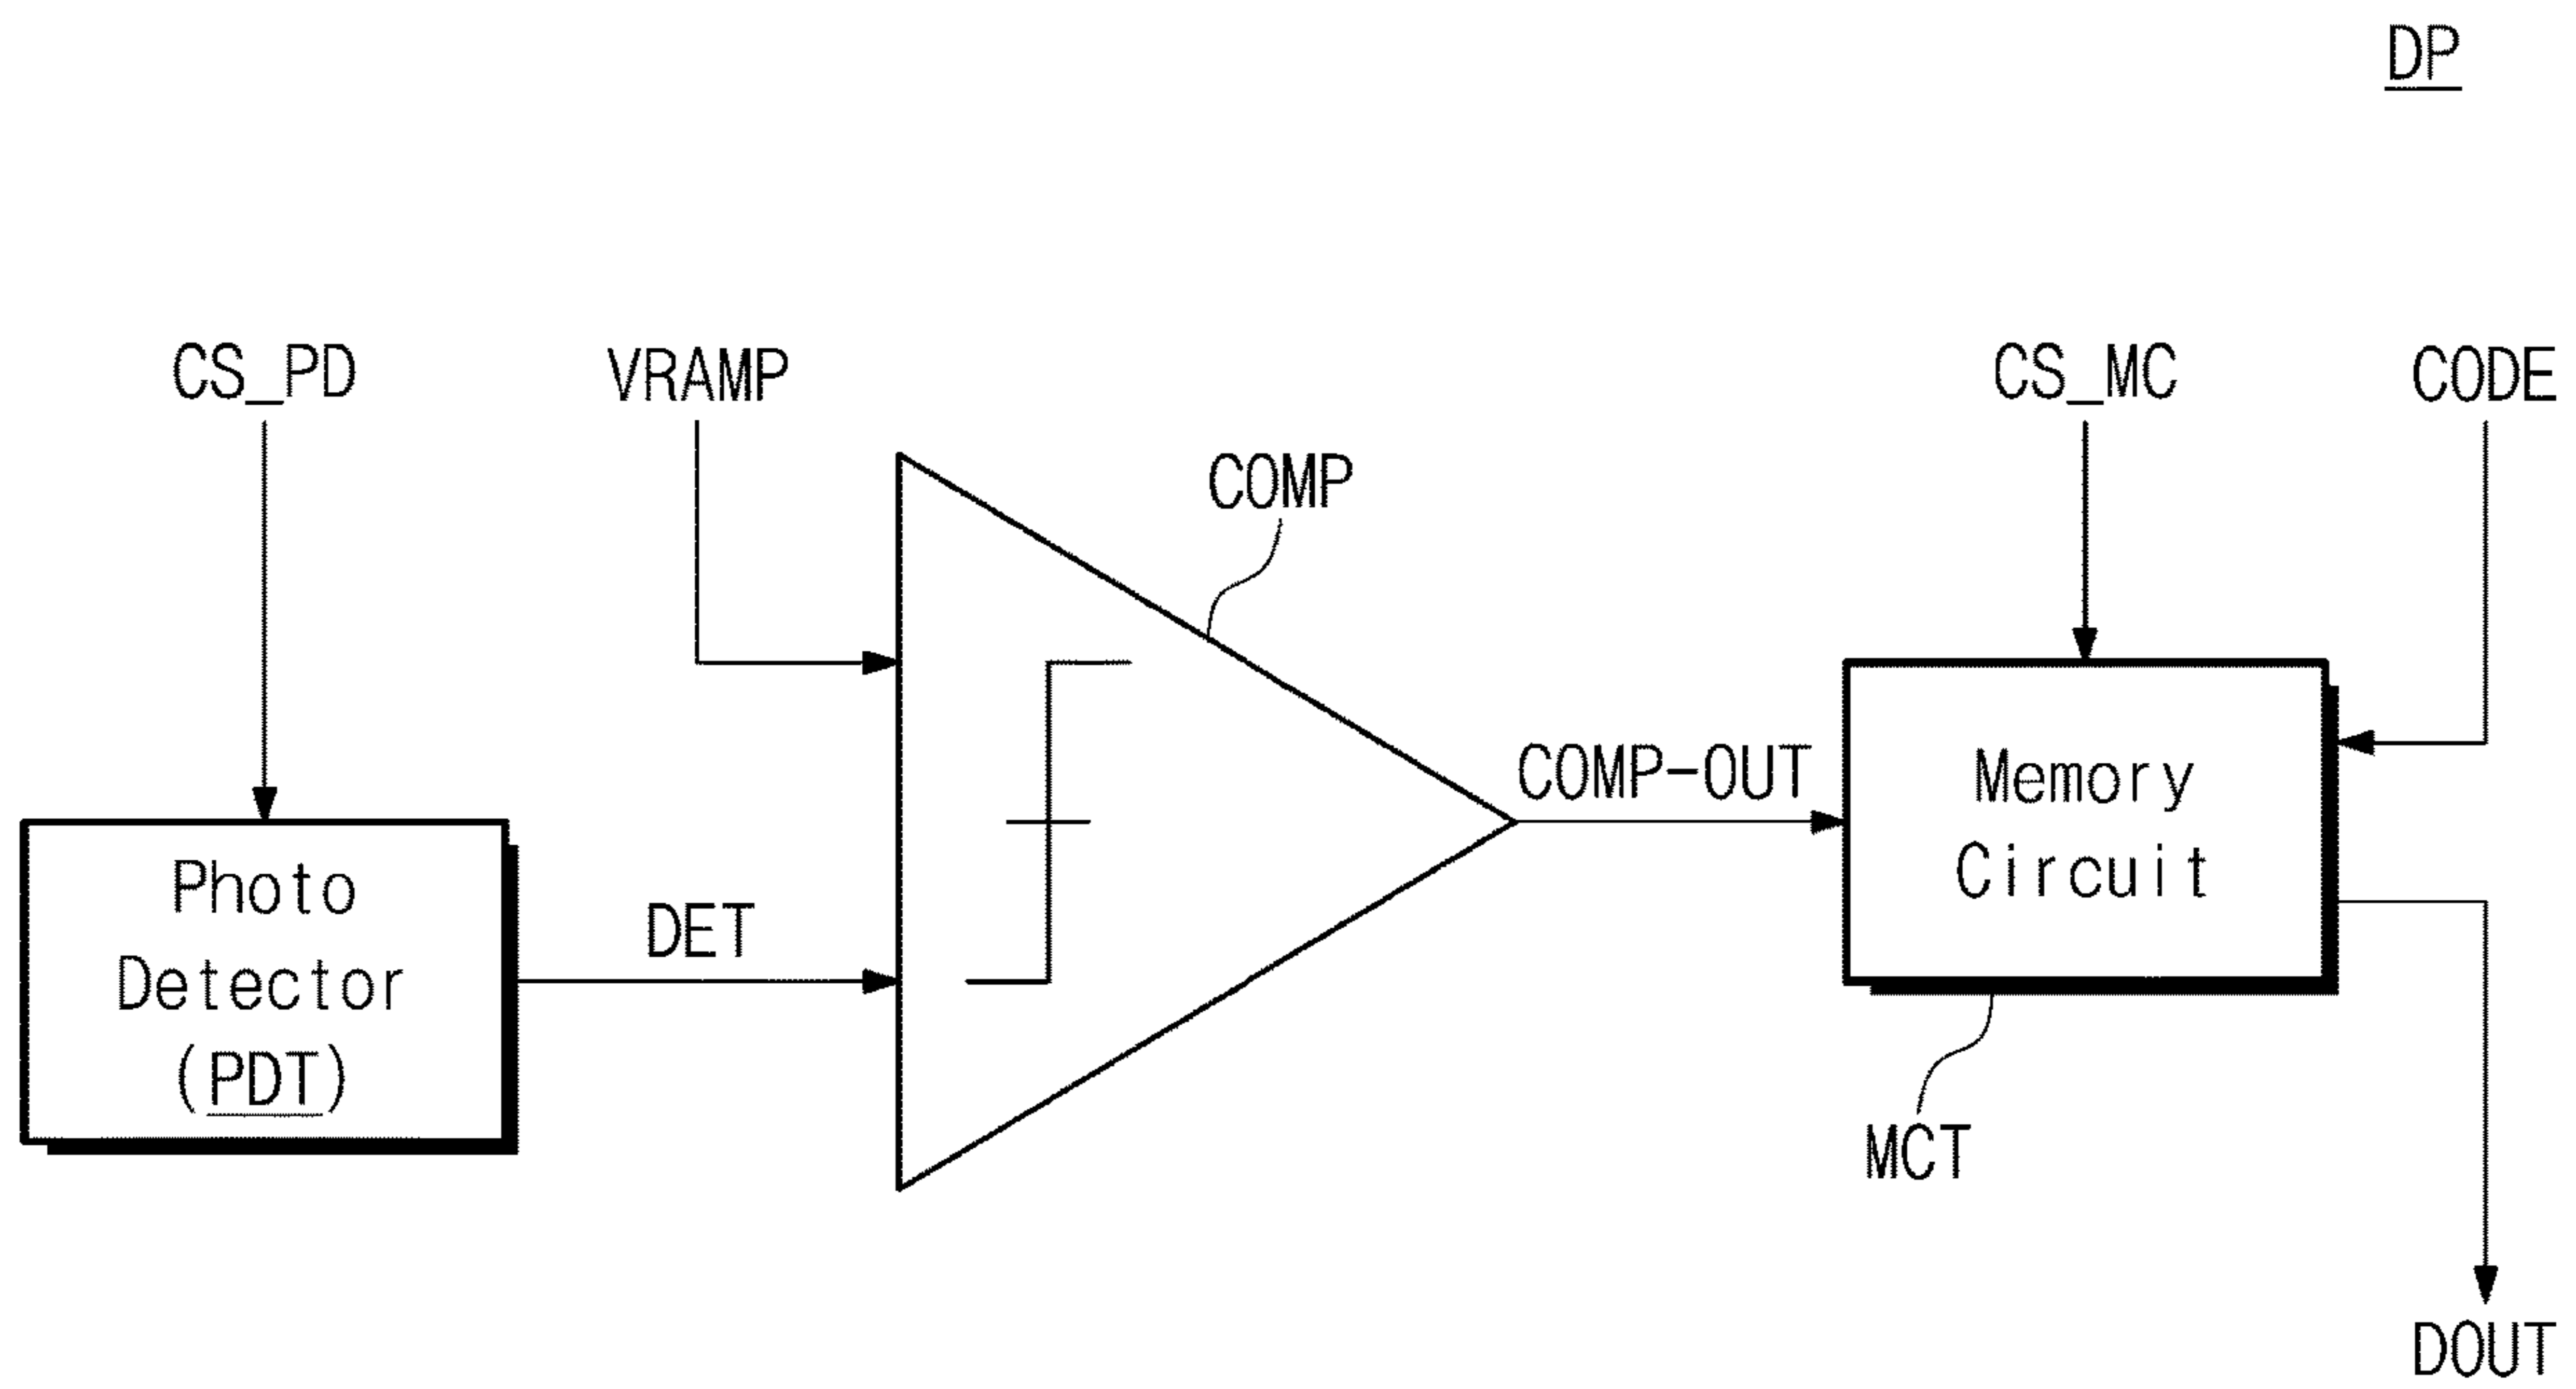 DP
CS_PD
VRAMP
CS_MC
CODE
COMP
COMP-OUT
Memory
Circuit
Photo
Detector
(PDT)
DET
MCT
DOUT